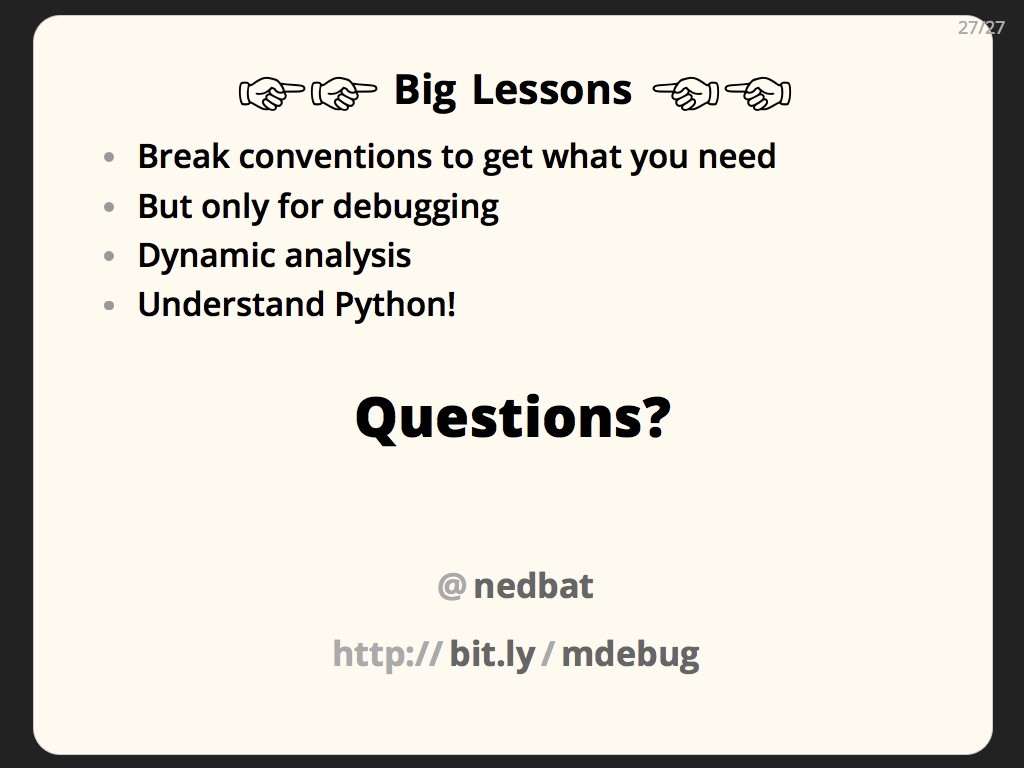 27/27
Big Lessons
Break conventions to get what you need
But only for debugging
Dynamic analysis
Understand Python!
Questions?
@nedbat
http://bit.ly/mdebug